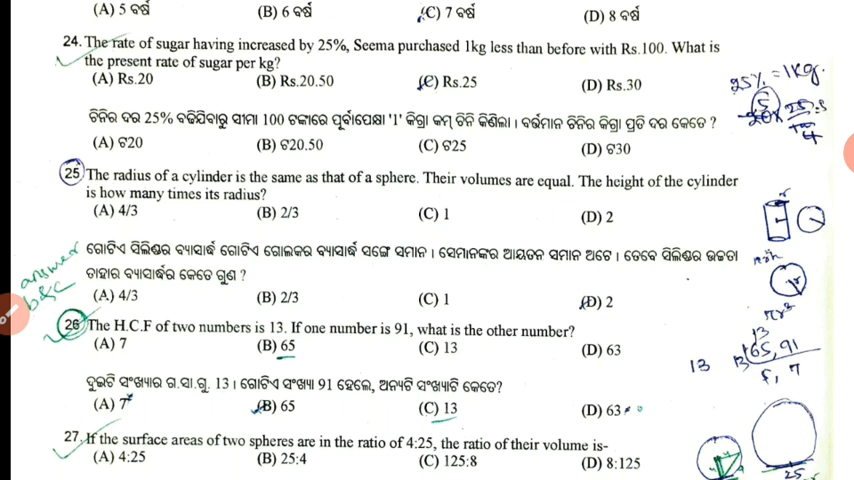 (A) 5 ବର୍ଷ (B) 6 ବର୍ଷ (C) 7 ବର୍ଷ (D) 8 ବର୍ଷ
24. The rate of sugar having increased by 25%, Seema purchased 1kg less than before with Rs.100. What is
the present rate of sugar per kg?
(A) Rs.20 (B) Rs.20.50 (C) Rs.25 (D) Rs.30
25% = 1kg.
ଚିନିର ଦର 25% ବଢିଯିବାରୁ ସୀମା 100 ଟଙ୍କାରେ ପୂର୍ବାପେକ୍ଷା '1' କିଗ୍ରା କମ୍ ଚିନି କିଣିଲା । ବର୍ତ୍ତମାନ ଚିନିର କିଗ୍ରା ପ୍ରତି ଦର କେତେ ?
(A) ଟ20 (B) ଟ20.50 (C) ଟ25 (D) ଟ30
25 The radius of a cylinder is the same as that of a sphere. Their volumes are equal. The height of the cylinder
is how many times its radius?
(A) 4/3 (B) 2/3 (C) 1 (D) 2
ଗୋଟିଏ ସିଲିଣ୍ଡର ବ୍ୟାସାର୍ଦ୍ଧ ଗୋଟିଏ ଗୋଲକର ବ୍ୟାସାର୍ଦ୍ଧ ସଙ୍ଗେ ସମାନ । ସେମାନଙ୍କର ଆୟତନ ସମାନ ଅଟେ । ତେବେ ସିଲିଣ୍ଡର ଉଚ୍ଚତା
ତାହାର ବ୍ୟାସାର୍ଦ୍ଧର କେତେ ଗୁଣ ?
answer
b&c
(A) 4/3 (B) 2/3 (C) 1 (D) 2
26 The H.C.F of two numbers is 13. If one number is 91, what is the other number?
(A) 7 (B) 65 (C) 13 (D) 63
13
13 65, 91
ଦୁଇଟି ସଂଖ୍ୟାର ଗ.ସା.ଗୁ. 13 । ଗୋଟିଏ ସଂଖ୍ୟା 91 ହେଲେ, ଅନ୍ୟଟି ସଂଖ୍ୟାଟି କେତେ?
(A) 7 (B) 65 (C) 13 (D) 63
27. If the surface areas of two spheres are in the ratio of 4:25, the ratio of their volume is-
(A) 4:25 (B) 25:4 (C) 125:8 (D) 8:125
25